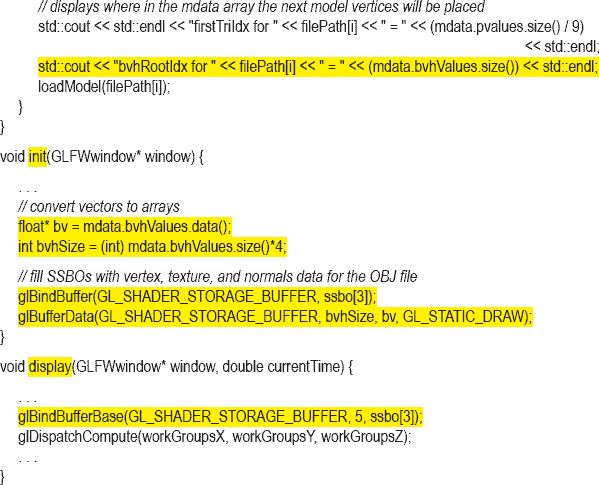 // displays where in the mdata array the next model vertices will be placed
std::cout << std::endl << "firstTriIdx for " << filePath[i] << " = " << (mdata.pvalues.size() / 9)
<< std::endl;
std::cout << "bvhRootIdx for " << filePath[i] << " = " << (mdata.bvhValues.size()) << std::endl;
loadModel(filePath[i]);
}
}
void init(GLFWwindow* window) {
. . .
// convert vectors to arrays
float* bv = mdata.bvhValues.data();
int bvhSize = (int) mdata.bvhValues.size()*4;
// fill SSBOs with vertex, texture, and normals data for the OBJ file
glBindBuffer(GL_SHADER_STORAGE_BUFFER, ssbo[3]);
glBufferData(GL_SHADER_STORAGE_BUFFER, bvhSize, bv, GL_STATIC_DRAW);
}
void display(GLFWwindow* window, double currentTime) {
. . .
glBindBufferBase(GL_SHADER_STORAGE_BUFFER, 5, ssbo[3]);
glDispatchCompute(workGroupsX, workGroupsY, workGroupsZ);
. . .
}